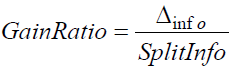 GainRatio = Δinfo / SplitInfo